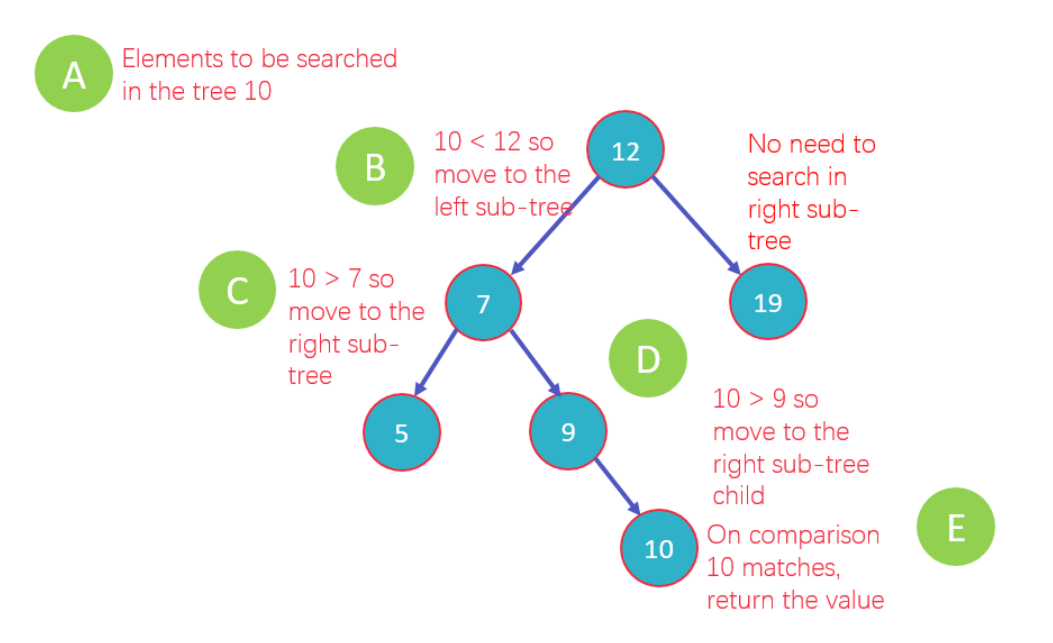 A
Elements to be searched
in the tree 10
B
10 < 12 so
move to the
left sub-tree
12
No need to
search in
right sub-
tree
C
10 > 7 so
move to the
right sub-
tree
7
19
D
5
9
10 > 9 so
move to the
right sub-tree
child
10
On comparison
10 matches,
return the value
E